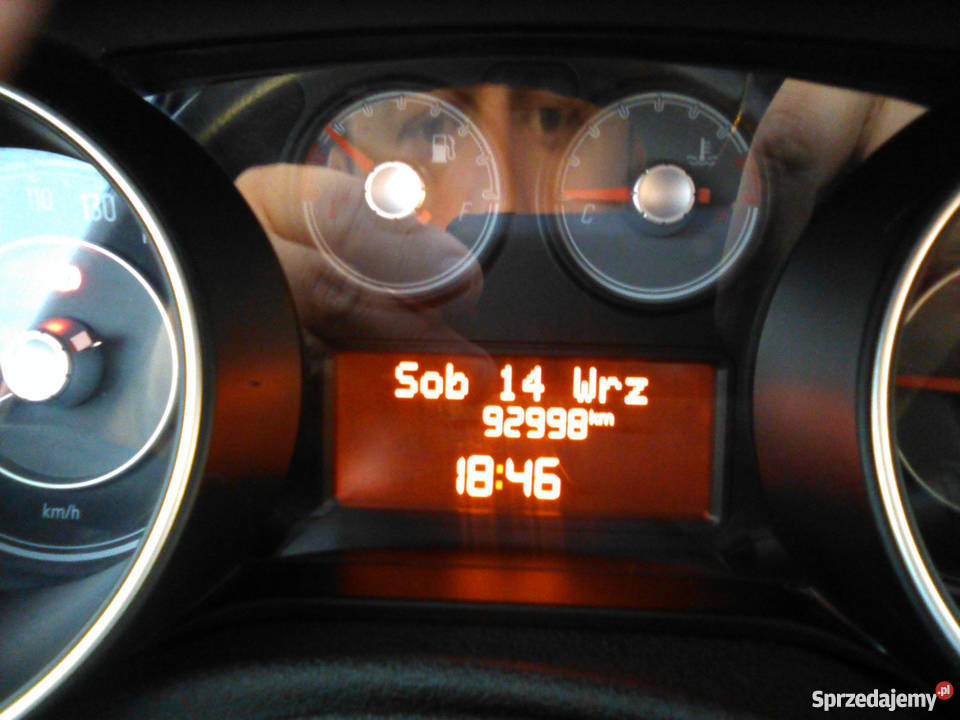 110 130
F
C
Sob 14 Wrz
92998km
18:46
km/h
Sprzedajemy.pl